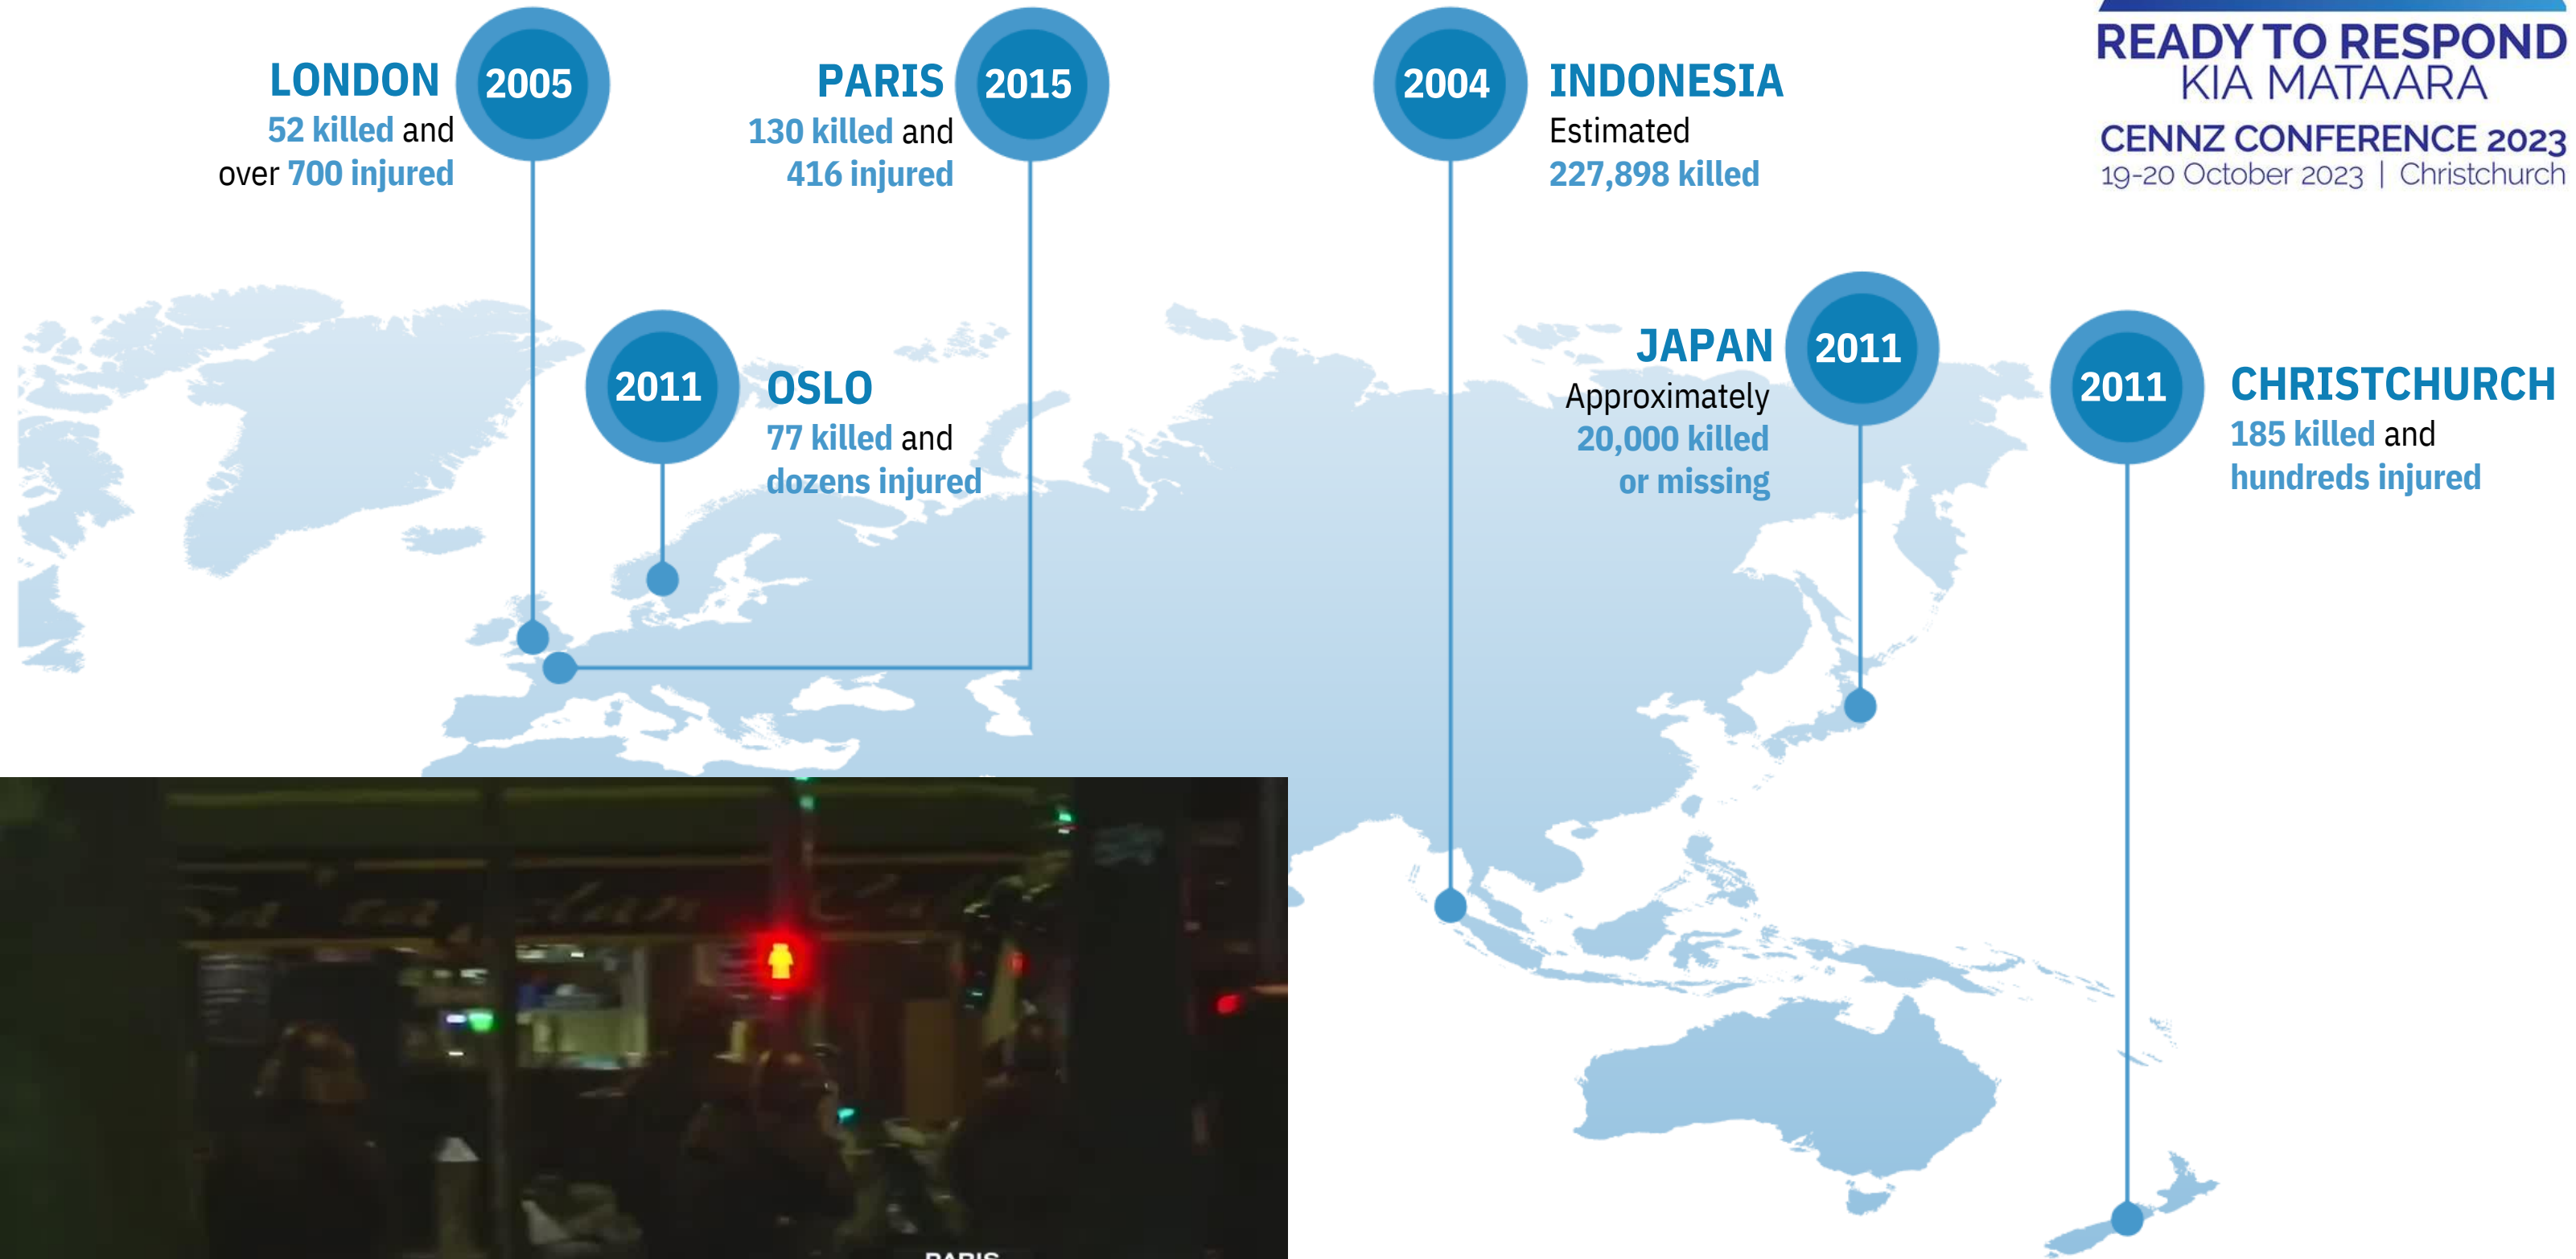 LONDON
52 killed and
over 700 injured
2005
PARIS
130 killed and
416 injured
2015
2004
INDONESIA
Estimated
227,898 killed
READY TO RESPOND
KIA MATAARA
CENNZ CONFERENCE 2023
19-20 October 2023 | Christchurch
2011
OSLO
77 killed and
dozens injured
JAPAN
Approximately
20,000 killed
or missing
2011
2011
CHRISTCHURCH
185 killed and
hundreds injured
PARIS